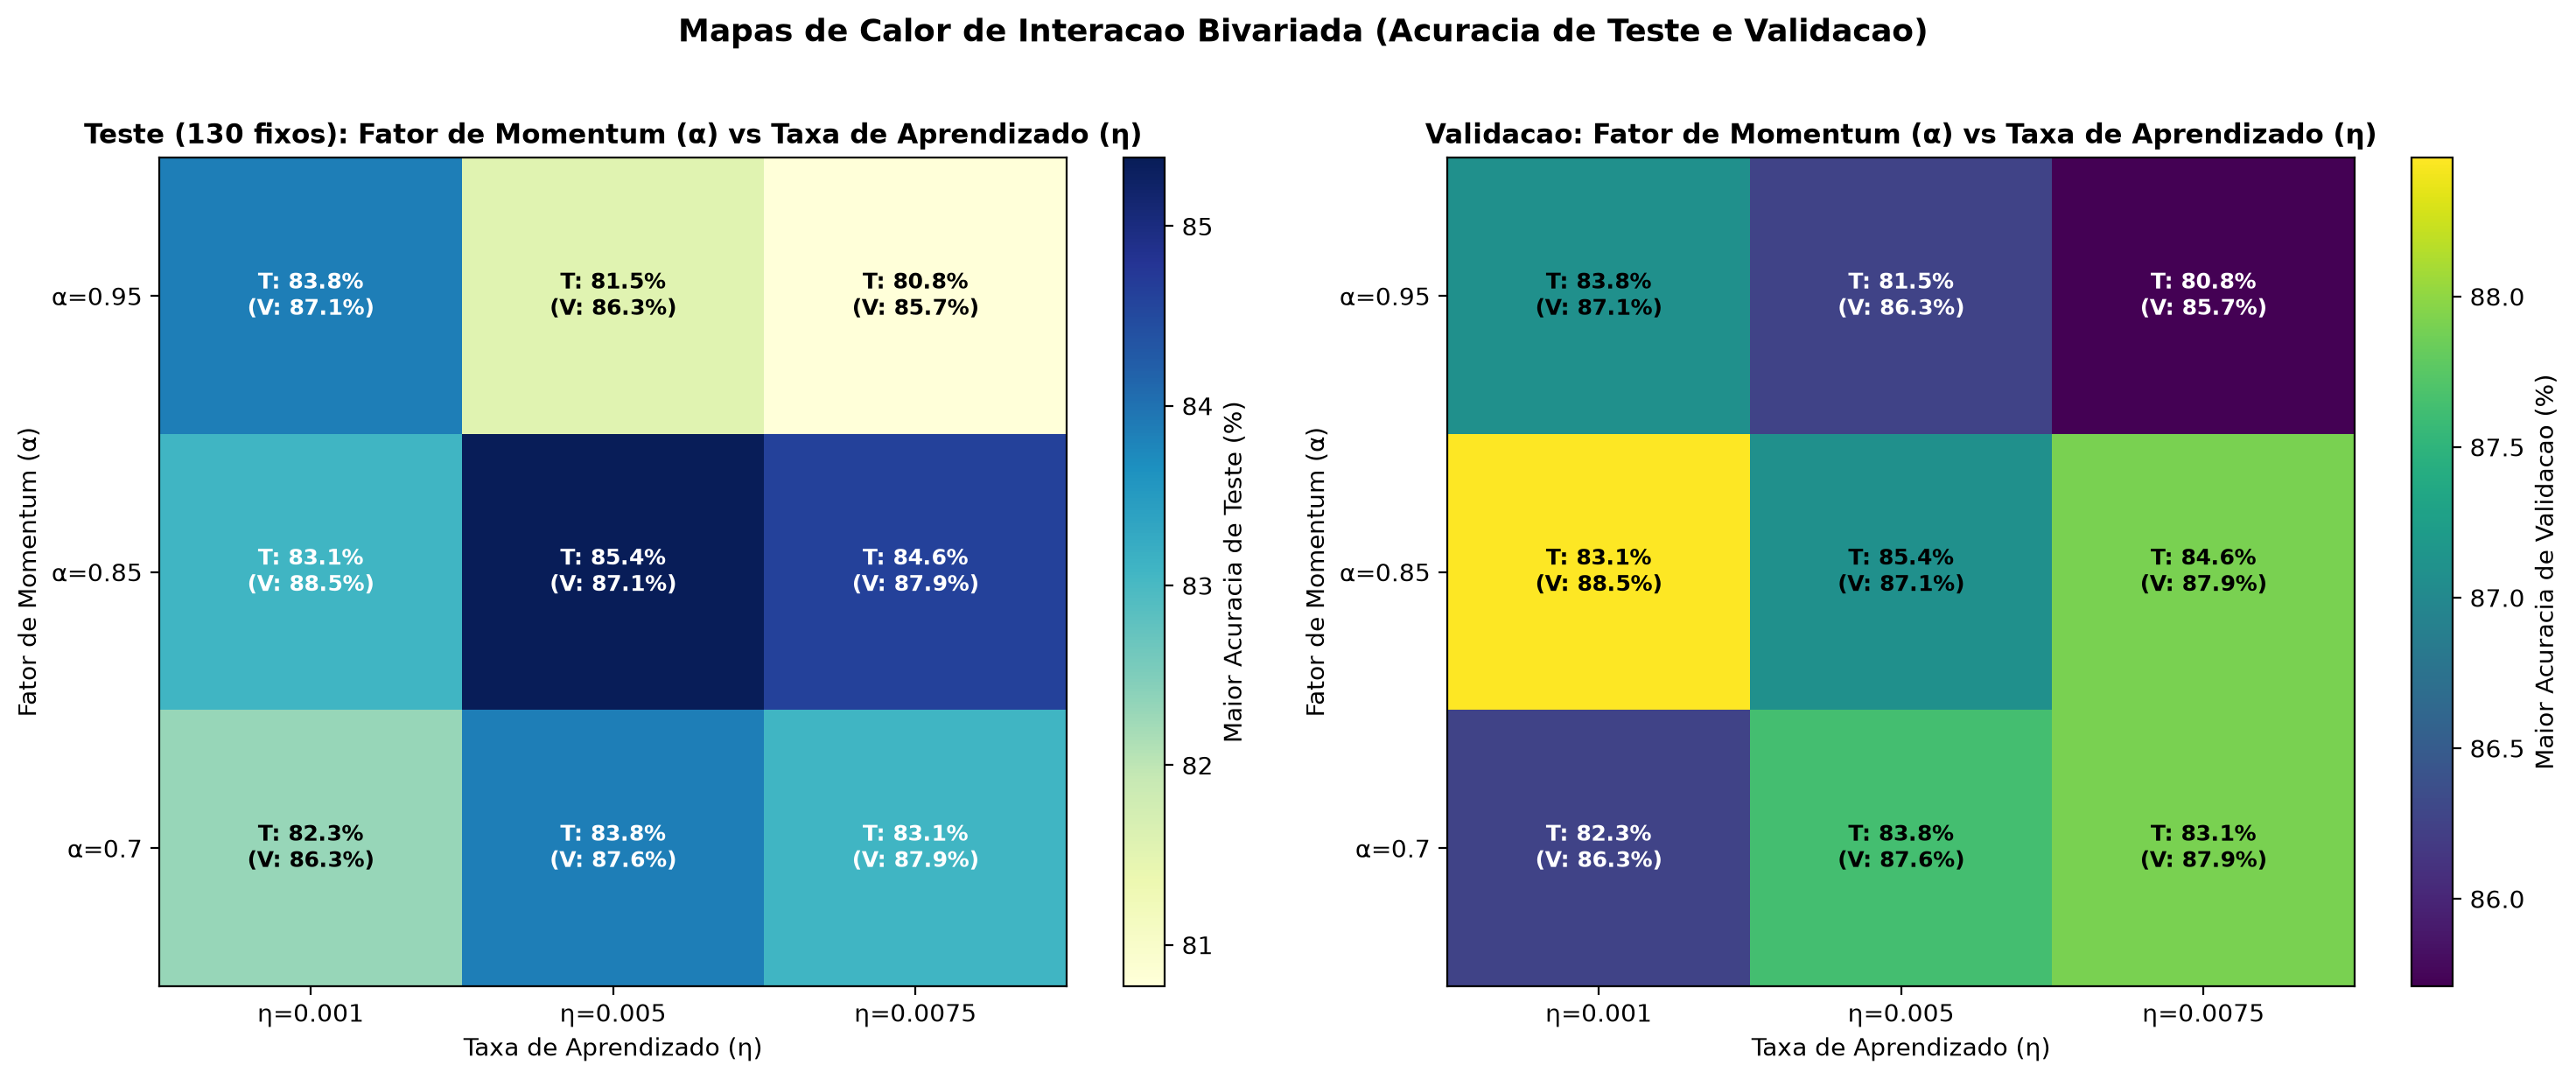 Mapas de Calor de Interacao Bivariada (Acuracia de Teste e Validacao)
Teste (130 fixos): Fator de Momentum (α) vs Taxa de Aprendizado (η)
Fator de Momentum (α)
α=0.95
α=0.85
α=0.7
T: 83.8%
(V: 87.1%)
T: 81.5%
(V: 86.3%)
T: 80.8%
(V: 85.7%)
T: 83.1%
(V: 88.5%)
T: 85.4%
(V: 87.1%)
T: 84.6%
(V: 87.9%)
T: 82.3%
(V: 86.3%)
T: 83.8%
(V: 87.6%)
T: 83.1%
(V: 87.9%)
η=0.001
η=0.005
η=0.0075
Taxa de Aprendizado (η)
85
84
83
82
81
Maior Acuracia de Teste (%)
Validacao: Fator de Momentum (α) vs Taxa de Aprendizado (η)
Fator de Momentum (α)
α=0.95
α=0.85
α=0.7
T: 83.8%
(V: 87.1%)
T: 81.5%
(V: 86.3%)
T: 80.8%
(V: 85.7%)
T: 83.1%
(V: 88.5%)
T: 85.4%
(V: 87.1%)
T: 84.6%
(V: 87.9%)
T: 82.3%
(V: 86.3%)
T: 83.8%
(V: 87.6%)
T: 83.1%
(V: 87.9%)
η=0.001
η=0.005
η=0.0075
Taxa de Aprendizado (η)
88.0
87.5
87.0
86.5
86.0
Maior Acuracia de Validacao (%)